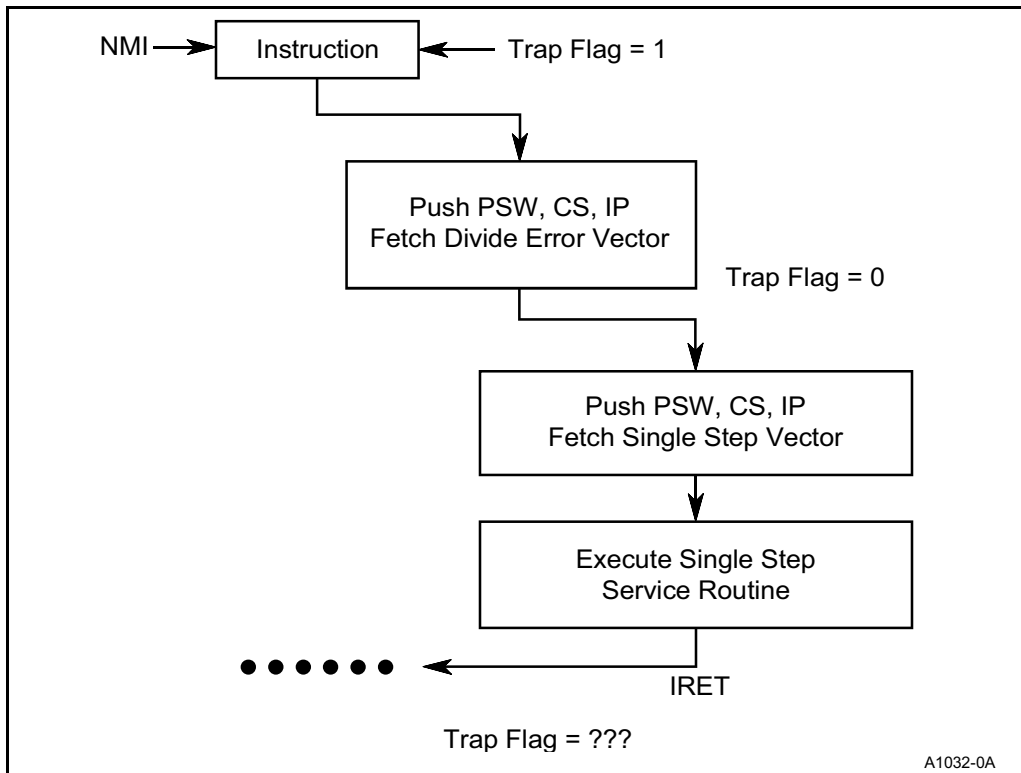 NMI
Instruction
Trap Flag = 1
Push PSW, CS, IP
Fetch Divide Error Vector
Trap Flag = 0
Push PSW, CS, IP
Fetch Single Step Vector
Execute Single Step
Service Routine
IRET
Trap Flag = ???
A1032-0A